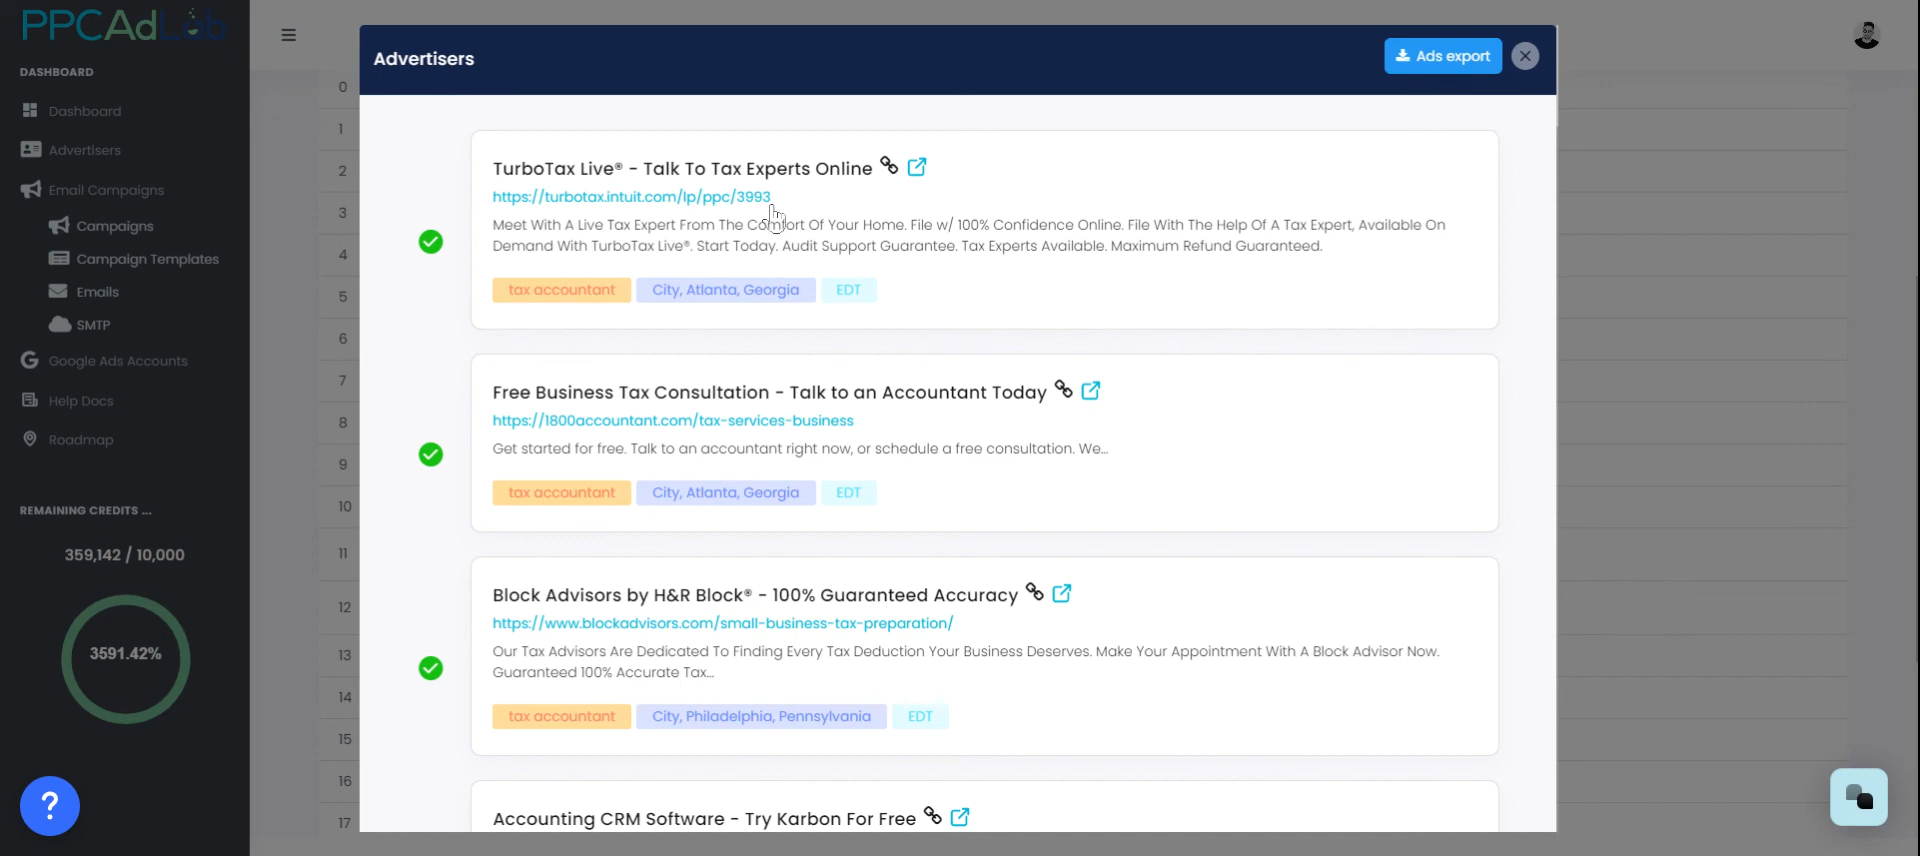 PPCAdLab
DASHBOARD
Dashboard
Advertisers
Email Campaigns
Campaigns
Campaign Templates
Emails
SMTP
Google Ads Accounts
Help Docs
Roadmap
REMAINING CREDITS ...
359,142 / 10,000
3591.42%
?
0
1
2
3
4
5
6
7
8
9
10
11
12
13
14
15
16
17
Advertisers
Ads export
TurboTax Live® - Talk To Tax Experts Online
https://turbotax.intuit.com/lp/ppc/3993
Meet With A Live Tax Expert From The Comfort Of Your Home. File w/ 100% Confidence Online. File With The Help Of A Tax Expert, Available On
Demand With TurboTax Live®. Start Today. Audit Support Guarantee. Tax Experts Available. Maximum Refund Guaranteed.
tax accountant City, Atlanta, Georgia EDT
Free Business Tax Consultation - Talk to an Accountant Today
https://1800accountant.com/tax-services-business
Get started for free. Talk to an accountant right now, or schedule a free consultation. We...
tax accountant City, Atlanta, Georgia EDT
Block Advisors by H&R Block® - 100% Guaranteed Accuracy
https://www.blockadvisors.com/small-business-tax-preparation/
Our Tax Advisors Are Dedicated To Finding Every Tax Deduction Your Business Deserves. Make Your Appointment With A Block Advisor Now.
Guaranteed 100% Accurate Tax...
tax accountant City, Philadelphia, Pennsylvania EDT
Accounting CRM Software - Try Karbon For Free